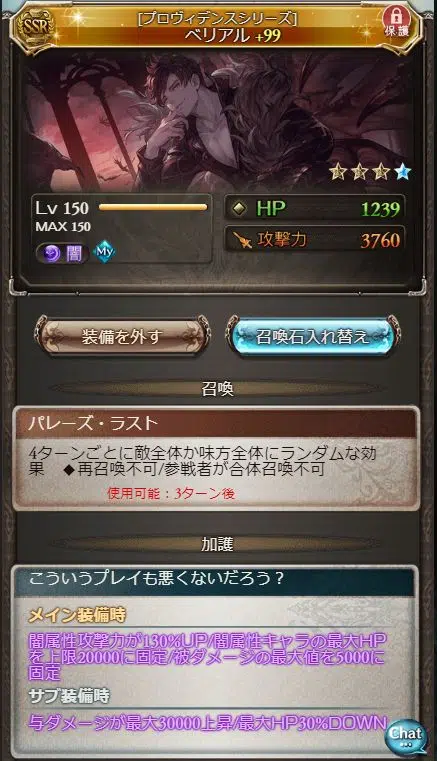 SSR
[プロヴィデンスシリーズ]
ベリアル +99
保護
Lv 150
MAX 150
闇 My
HP 1239
攻撃力 3760
装備を外す
召喚石入れ替え
召喚
パレーズ・ラスト
4ターンごとに敵全体か味方全体にランダムな効
果 ◆再召喚不可/参戦者が合体召喚不可
使用可能:3ターン後
加護
こういうプレイも悪くないだろう?
メイン装備時
闇属性攻撃力が130%UP/闇属性キャラの最大HP
を上限20000に固定/被ダメージの最大値を5000に
固定
サブ装備時
与ダメージが最大30000上昇/最大HP30%DOWN
Chat